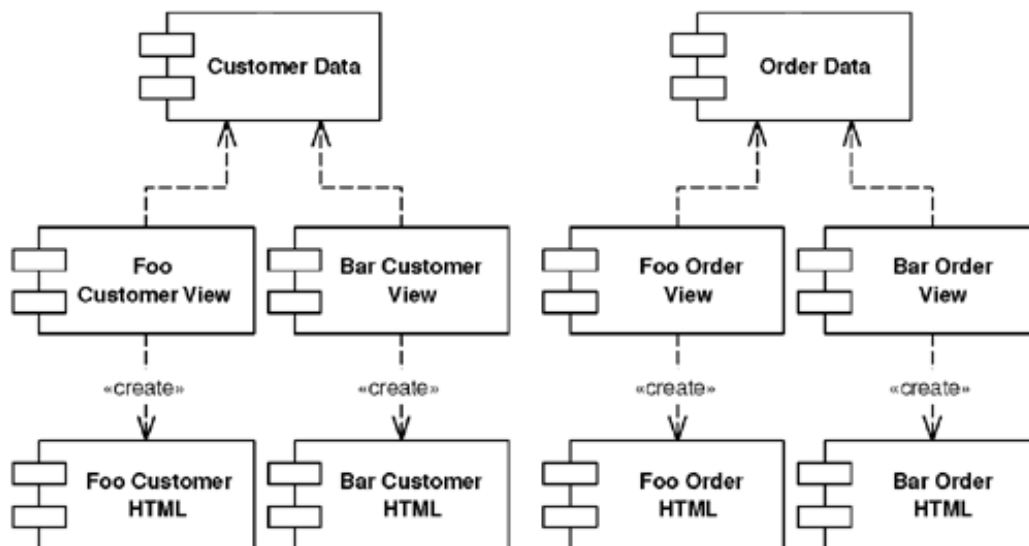 Customer Data
Order Data
Foo
Customer View
Bar Customer
View
Foo Order
View
Bar Order
View
«create»
«create»
«create»
«create»
Foo Customer
HTML
Bar Customer
HTML
Foo Order
HTML
Bar Order
HTML